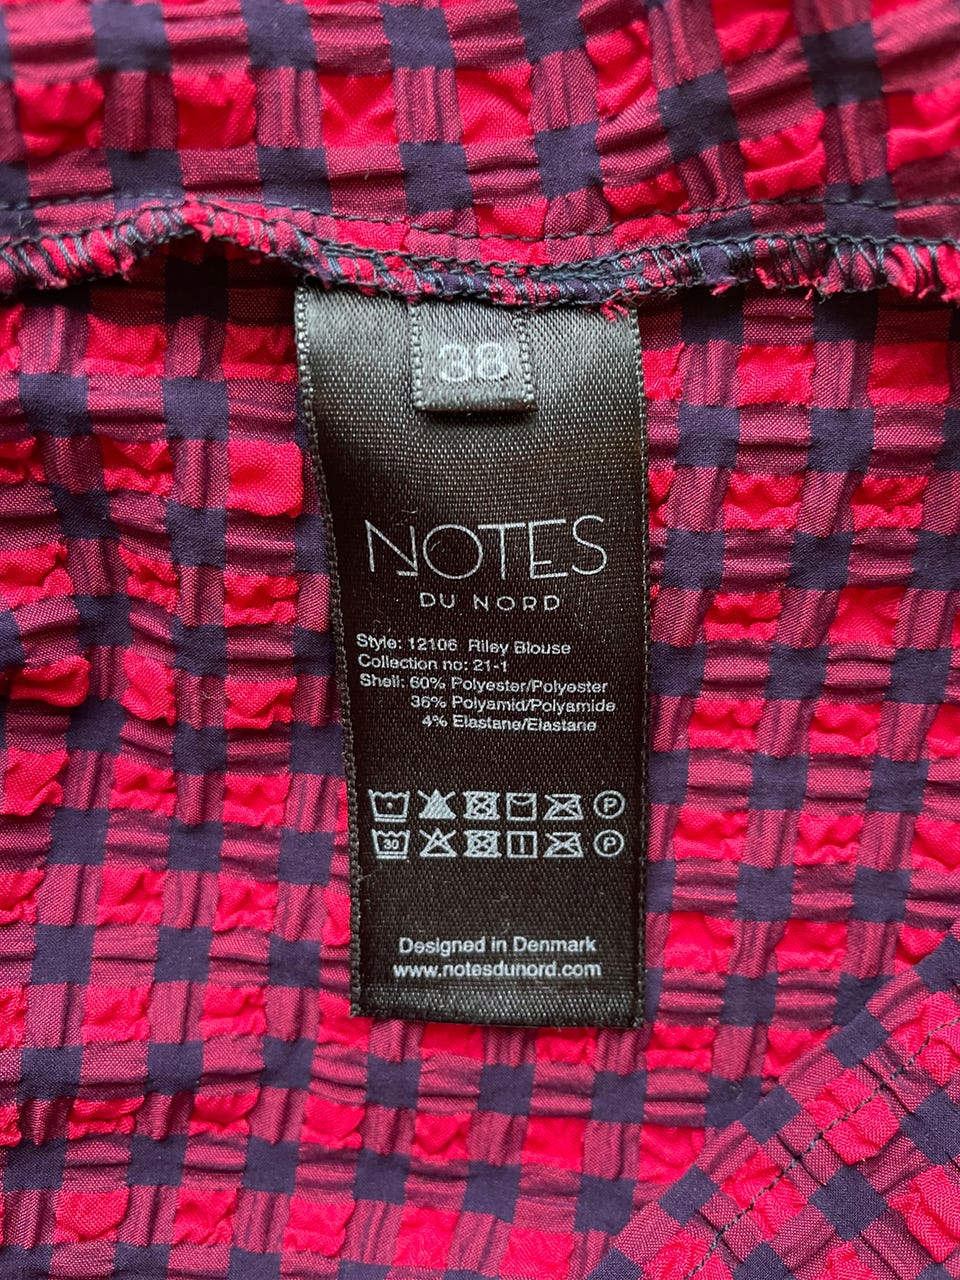 38
NOTES
DU NORD
Style: 12106 Riley Blouse
Collection no: 21-1
Shell: 60% Polyester/Polyester
36% Polyamid/Polyamide
4% Elastane/Elastane
P
30 P
Designed in Denmark
www.notesdunord.com